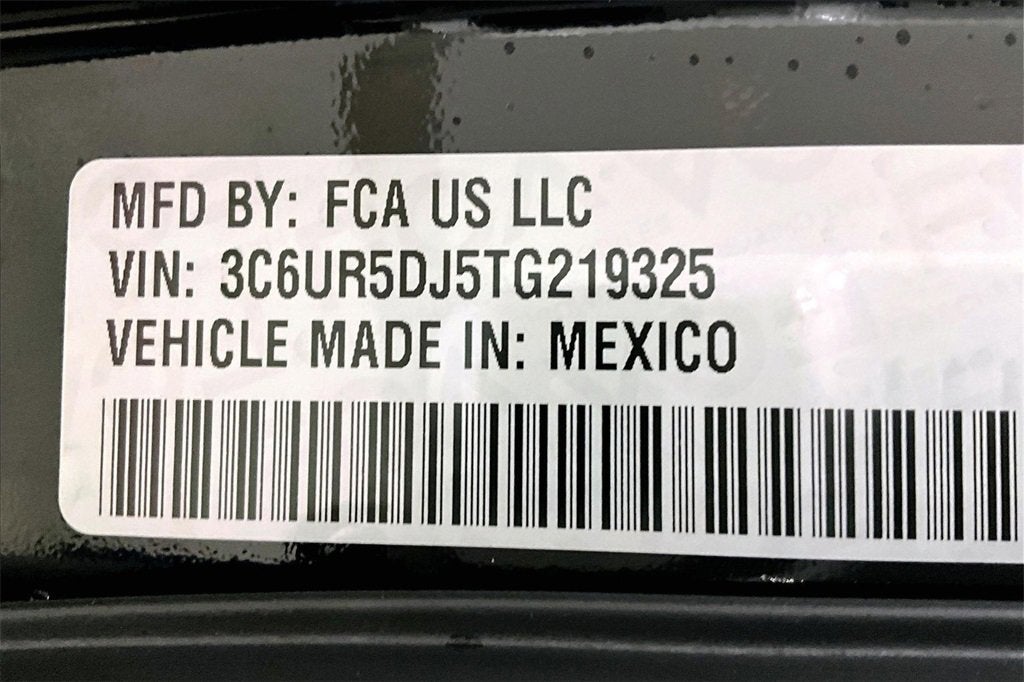 MFD BY: FCA US LLC
VIN: 3C6UR5DJ5TG219325
VEHICLE MADE IN: MEXICO